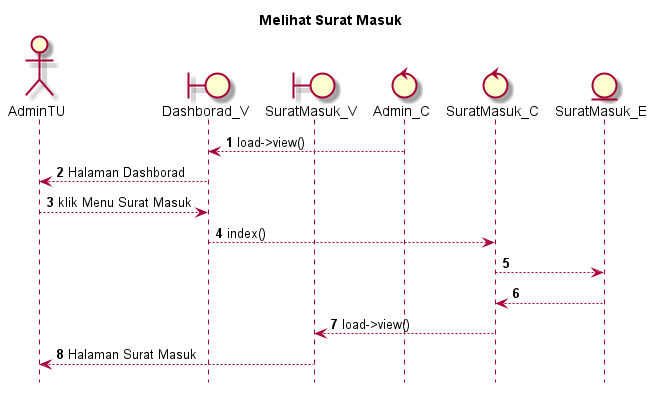 Melihat Surat Masuk
AdminTU
Dashborad_V
SuratMasuk_V
Admin_C
SuratMasuk_C
SuratMasuk_E
1 load->view()
2 Halaman Dashborad
3 klik Menu Surat Masuk
4 index()
5
6
7 load->view()
8 Halaman Surat Masuk